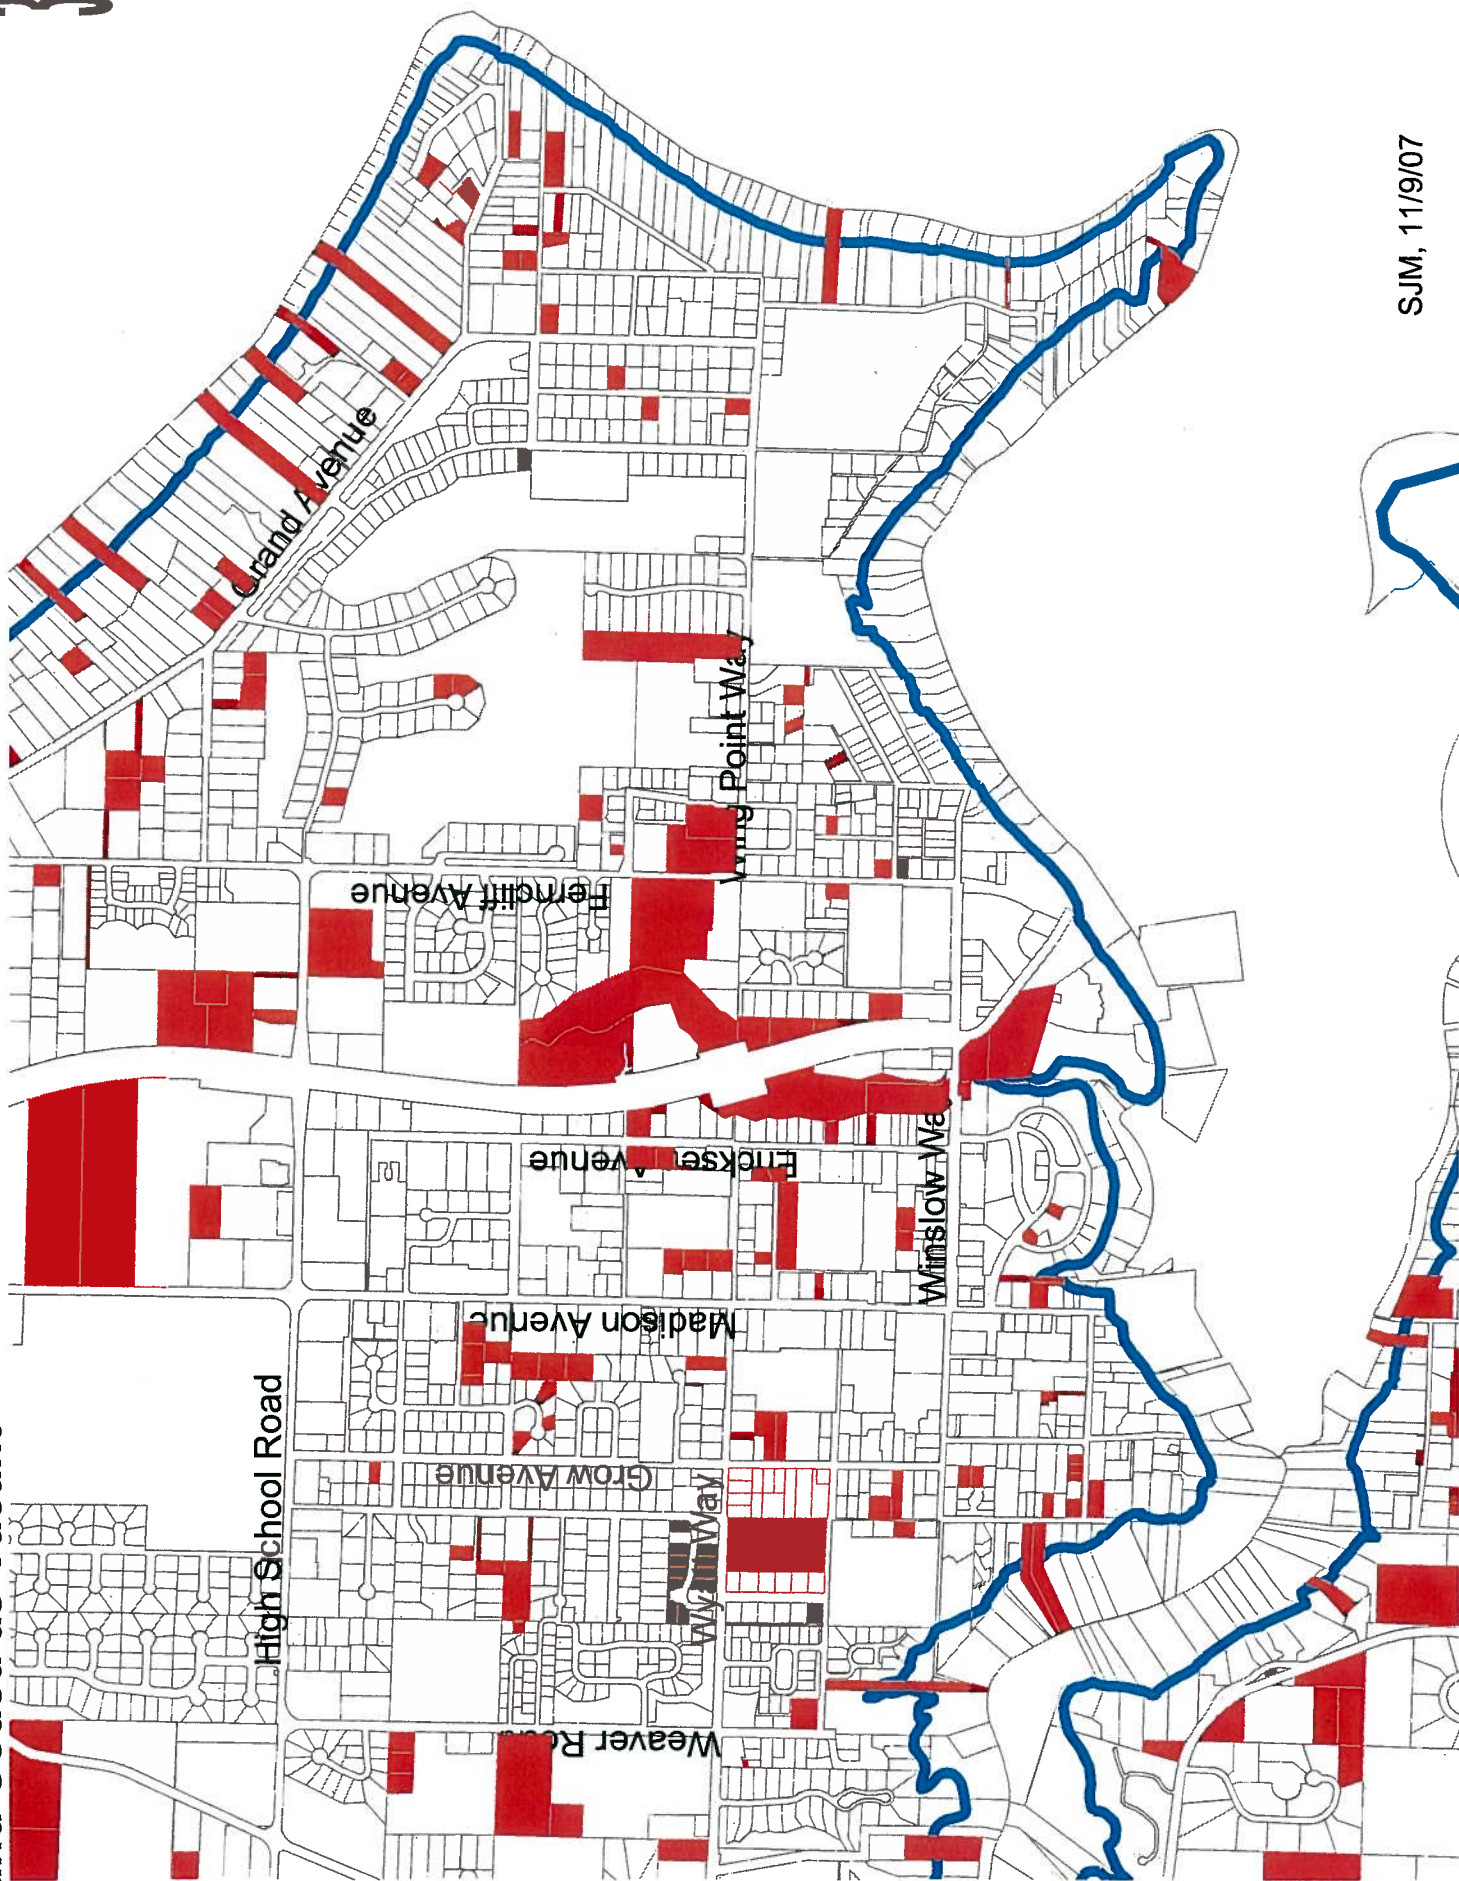 SJM, 11/9/07
Grand Avenue
Wing Point Way
Ferncliff Avenue
Ericksen Avenue
Winslow Way
Madison Avenue
High School Road
Grow Avenue
Wyatt Way
Weaver Road